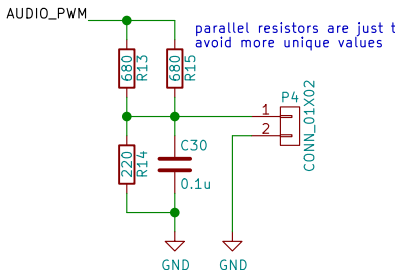 AUDIO_PWM
parallel resistors are just t
avoid more unique values
680
R13
680
R15
P4
1
2
CONN_01X02
220
R14
C30
0.1u
GND
GND